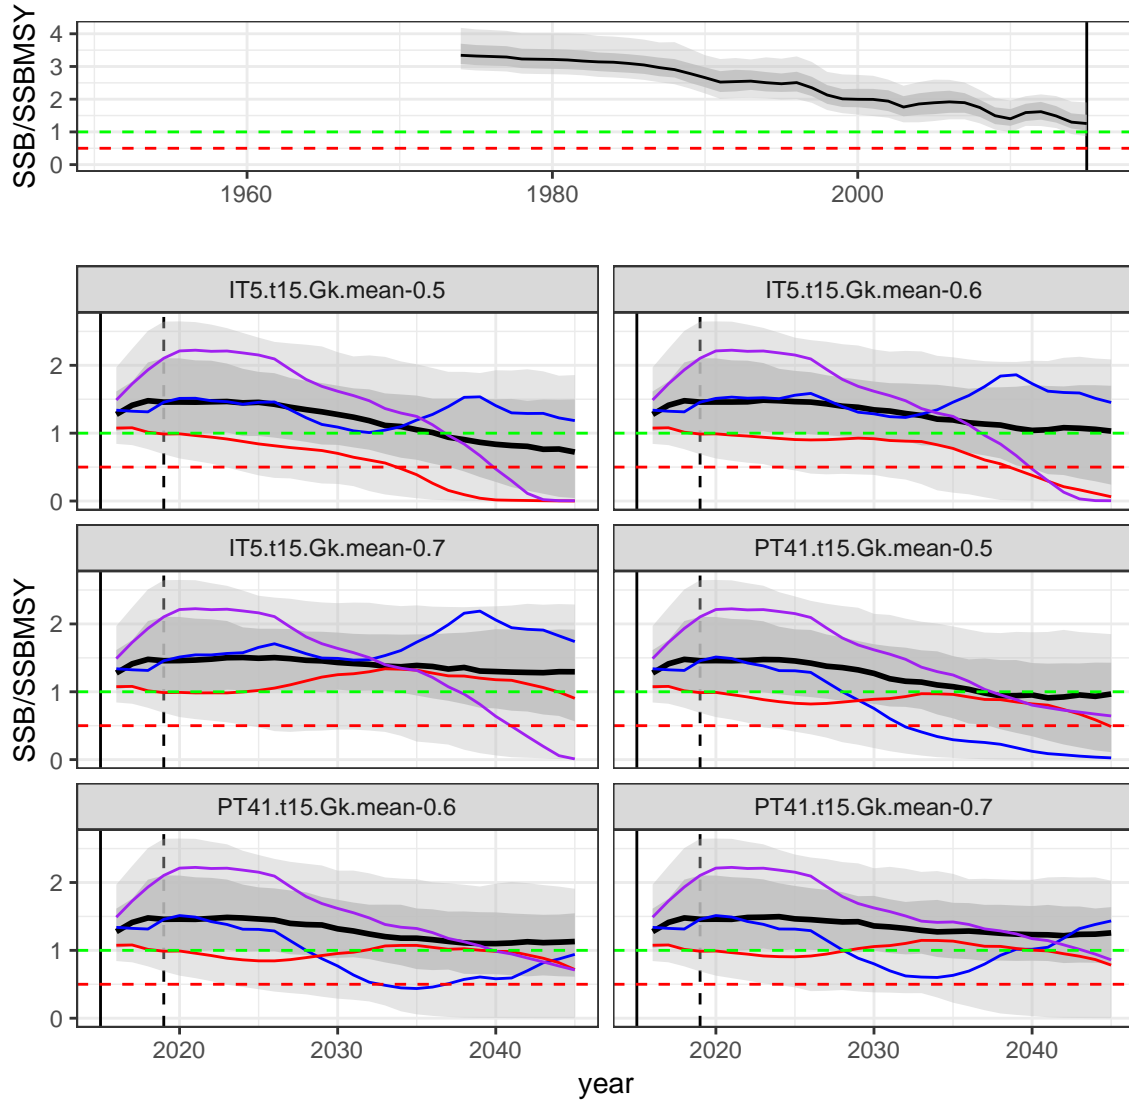 SSB/SSBMSY
4
3
2
1
0
1960 1980 2000
IT5.t15.Gk.mean-0.5 IT5.t15.Gk.mean-0.6
2
1
0
IT5.t15.Gk.mean-0.7 PT41.t15.Gk.mean-0.5
SSB/SSBMSY
2
1
0
PT41.t15.Gk.mean-0.6 PT41.t15.Gk.mean-0.7
2
1
0
2020 2030 2040 2020 2030 2040
year